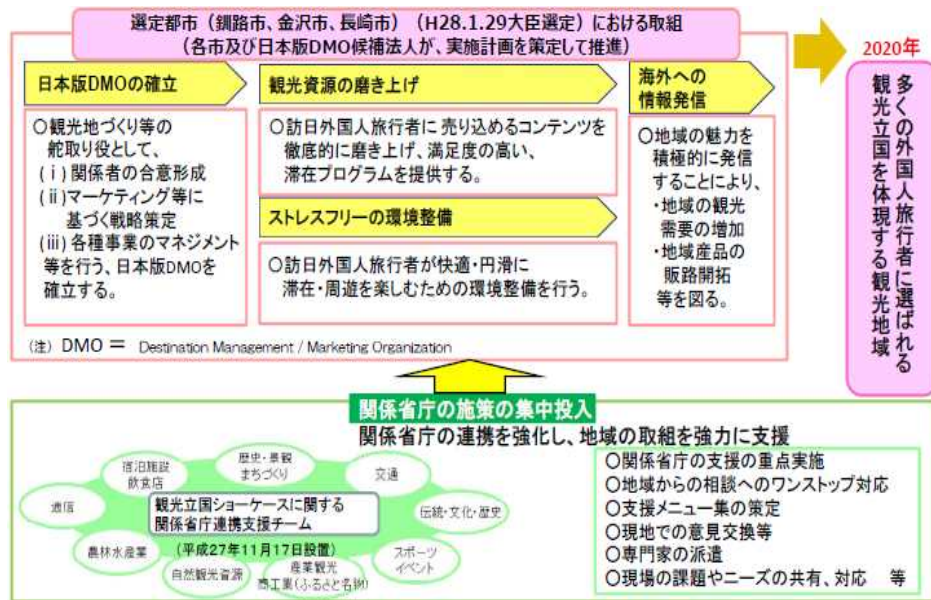 選定都市（釧路市、金沢市、長崎市）（H28.1.29大臣選定）における取組
（各市及び日本版DMO候補法人が、実施計画を策定して推進）
日本版DMOの確立
○観光地づくり等の
舵取り役として、
(ⅰ)関係者の合意形成
(ⅱ)マーケティング等に
基づく戦略策定
(ⅲ)各種事業のマネジメント
等を行う、日本版DMOを
確立する。
観光資源の磨き上げ
○訪日外国人旅行者に 売り込めるコンテンツを
徹底的に磨き上げ、満足度の高い、
滞在プログラムを提供する。
ストレスフリーの環境整備
○訪日外国人旅行者が快適・円滑に
滞在・周遊を楽しむための環境整備を行う。
海外への
情報発信
○地域の魅力を
積極的に発信
することにより、
・地域の観光
需要の増加
・地域産品の
販路開拓
等を図る。
（注）DMO ＝ Destination Management / Marketing Organization
2020年
多くの外国人旅行者に選ばれる
観光立国を体現する観光地域
関係省庁の施策の集中投入
関係省庁の連携を強化し、地域の取組を強力に支援
宿泊施設
飲食店
歴史・景観
まちづくり
交通
通信
観光立国ショーケースに関する
関係省庁連携支援チーム
伝統・文化・歴史
農林水産業
（平成27年11月17日設置）
スポーツ
イベント
自然観光資源
産業観光
商工業(ふるさと名物)
○関係省庁の支援の重点実施
○地域からの相談へのワンストップ対応
○支援メニュー集の策定
○現地での意見交換等
○専門家の派遣
○現場の課題やニーズの共有、対応　等